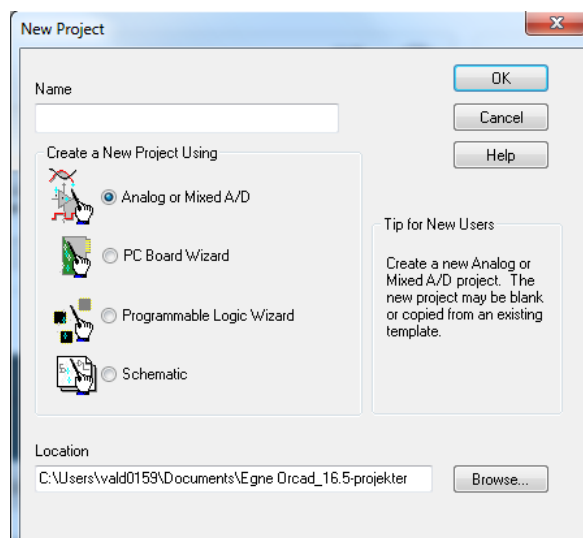 New Project
Name
OK
Cancel
Help
Create a New Project Using
Analog or Mixed A/D
PC Board Wizard
Programmable Logic Wizard
Schematic
Tip for New Users
Create a new Analog or
Mixed A/D project. The
new project may be blank
or copied from an existing
template.
Location
C:\Users\vald0159\Documents\Egne Orcad_16.5-projekter
Browse...